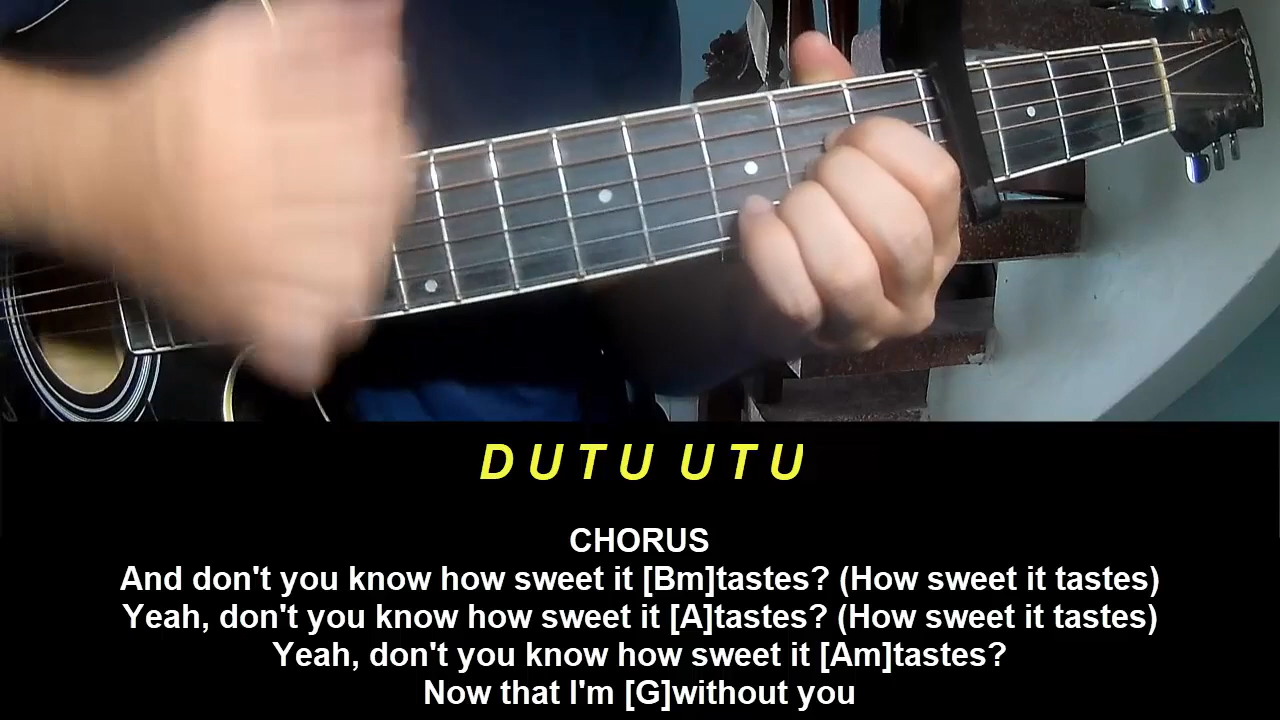 D U T U U T U
CHORUS
And don't you know how sweet it [Bm]tastes? (How sweet it tastes)
Yeah, don't you know how sweet it [A]tastes? (How sweet it tastes)
Yeah, don't you know how sweet it [Am]tastes?
Now that I'm [G]without you